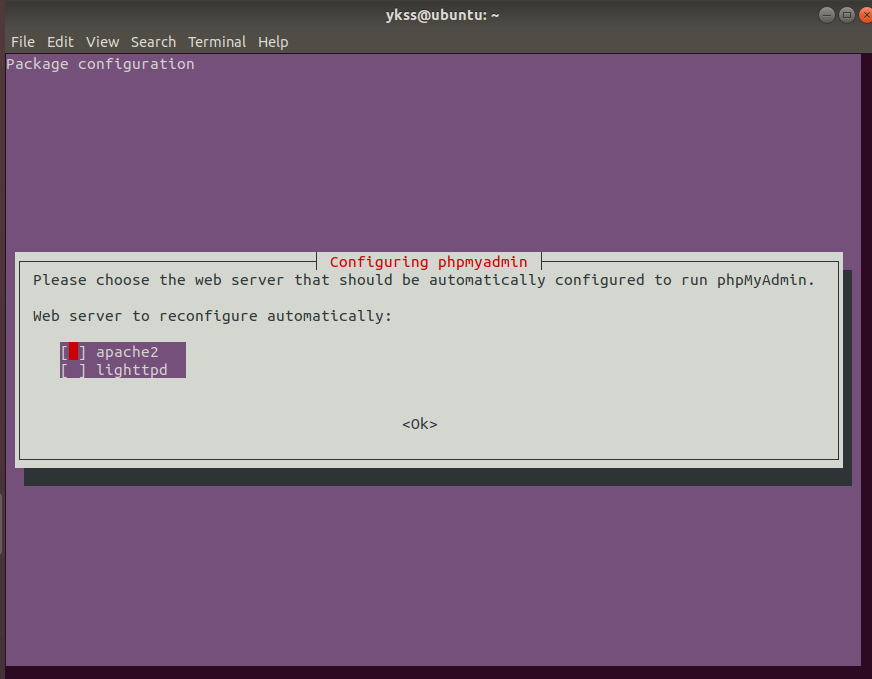 ykss@ubuntu: ~
File Edit View Search Terminal Help
Package configuration
Configuring phpmyadmin
Please choose the web server that should be automatically configured to run phpMyAdmin.
Web server to reconfigure automatically:
[ ] apache2
[ ] lighttpd
<Ok>